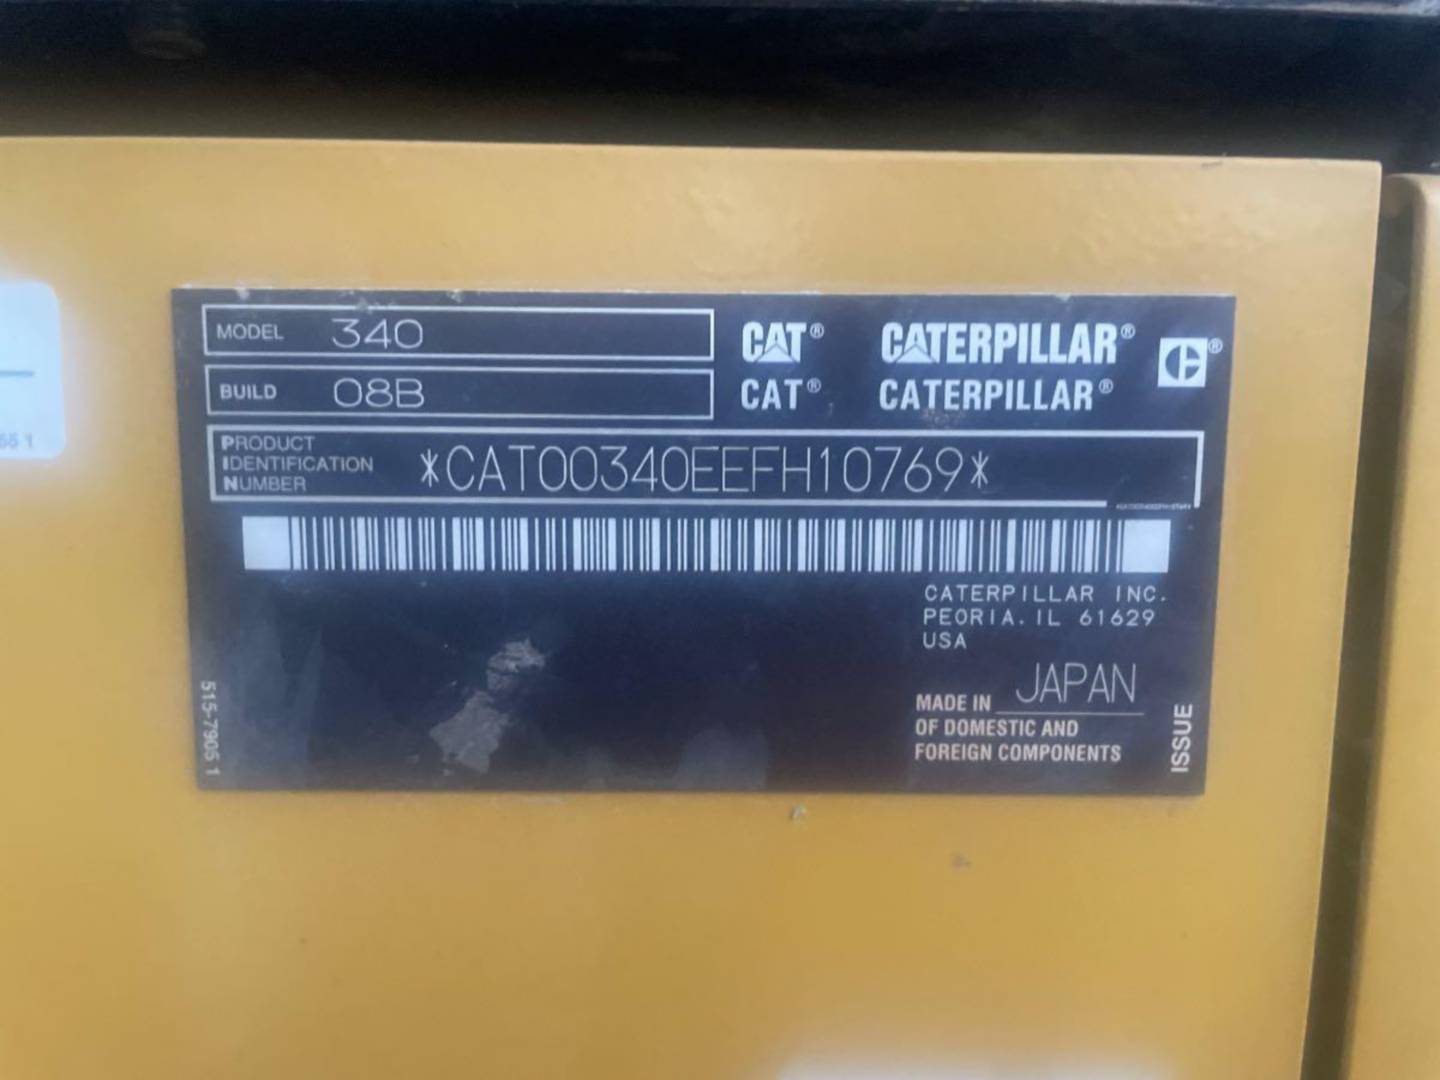 MODEL 340
BUILD 08B
CAT® CATERPILLAR®
CAT® CATERPILLAR®
PRODUCT
IDENTIFICATION
NUMBER
*CAT00340EEFH10769*
CATERPILLAR INC.
PEORIA. IL 61629
USA
MADE IN JAPAN
OF DOMESTIC AND
FOREIGN COMPONENTS
ISSUE
515-7905 1